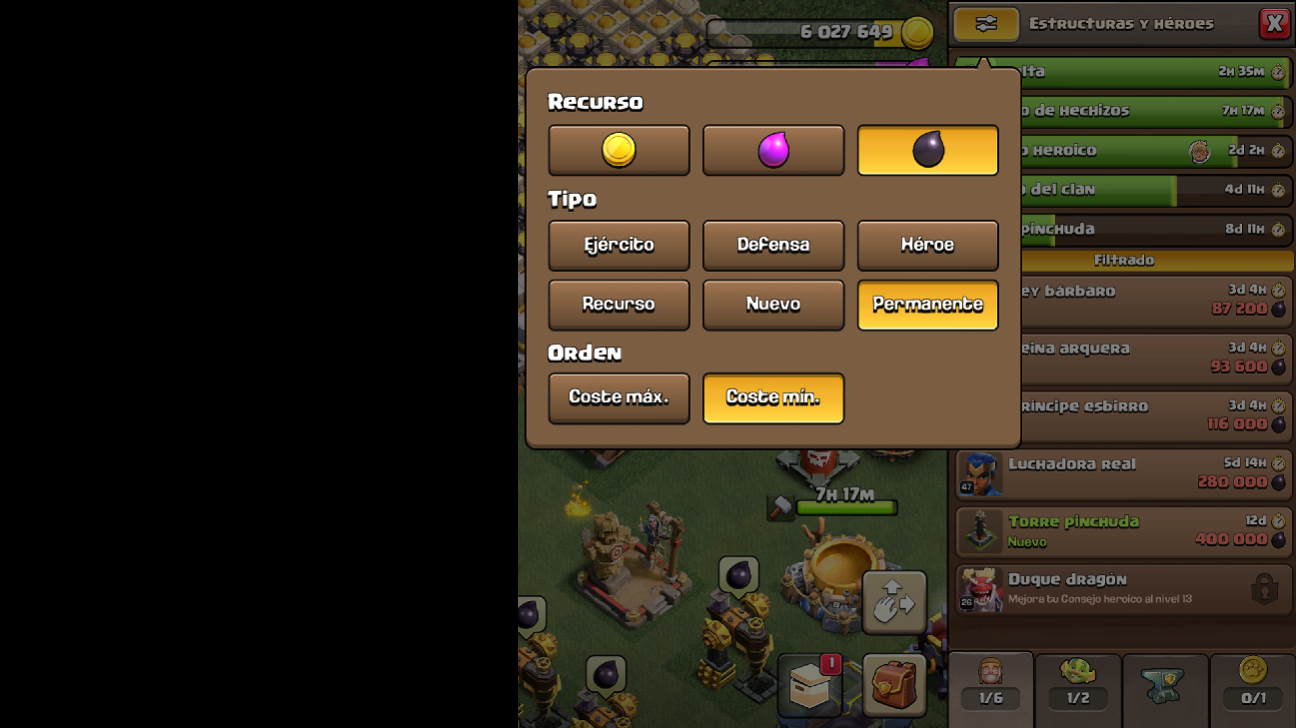 6 027 649
Estructuras y héroes
Recurso
Tipo
Ejército
Defensa
Héroe
Recurso
Nuevo
Permanente
Orden
Coste máx.
Coste mín.
lta
2h 35m
o de hechizos
7h 17m
o heroico
2d 2h
o del clan
4d 11h
pinchuda
8d 11h
Filtrado
ey bárbaro
3d 4h
87 200
eina arquera
3d 4h
93 600
ríncipe esbirro
3d 4h
116 000
Luchadora real
5d 14h
47
280 000
Torre pinchuda
12d
Nuevo
400 000
Duque dragón
26
Mejora tu Consejo heroico al nivel 13
7h 17m
1
1/6
1/2
0/1